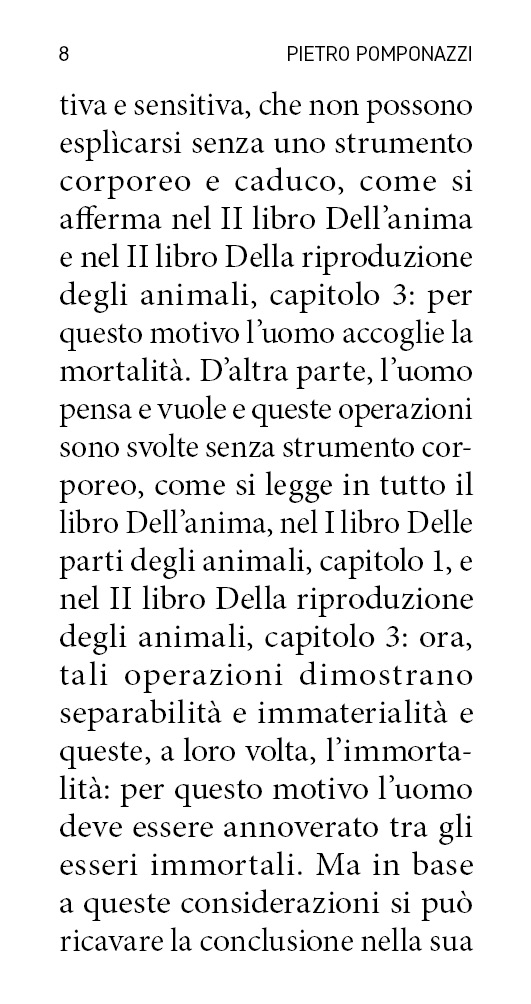 8 PIETRO POMPONAZZI
tiva e sensitiva, che non possono
esplìcarsi senza uno strumento
corporeo e caduco, come si
afferma nel II libro Dell’anima
e nel II libro Della riproduzione
degli animali, capitolo 3: per
questo motivo l’uomo accoglie la
mortalità. D’altra parte, l’uomo
pensa e vuole e queste operazioni
sono svolte senza strumento cor-
poreo, come si legge in tutto il
libro Dell’anima, nel I libro Delle
parti degli animali, capitolo 1, e
nel II libro Della riproduzione
degli animali, capitolo 3: ora,
tali operazioni dimostrano
separabilità e immaterialità e
queste, a loro volta, l’immorta-
lità: per questo motivo l’uomo
deve essere annoverato tra gli
esseri immortali. Ma in base
a queste considerazioni si può
ricavare la conclusione nella sua